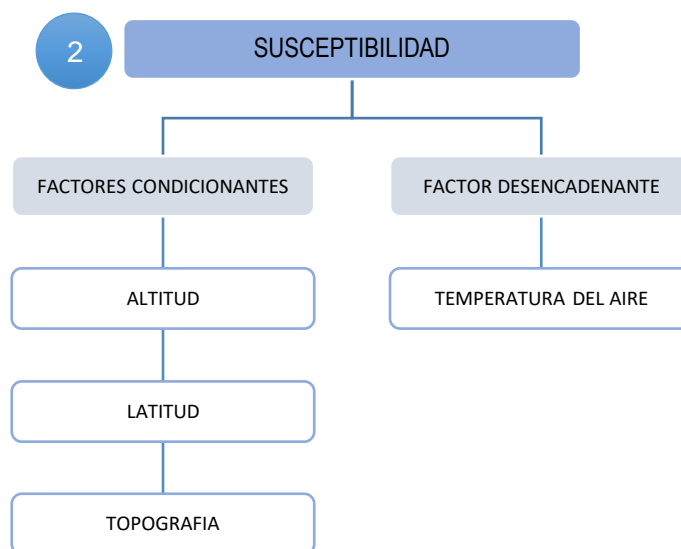 2
SUSCEPTIBILIDAD
FACTORES CONDICIONANTES
FACTOR DESENCADENANTE
ALTITUD
TEMPERATURA DEL AIRE
LATITUD
TOPOGRAFIA